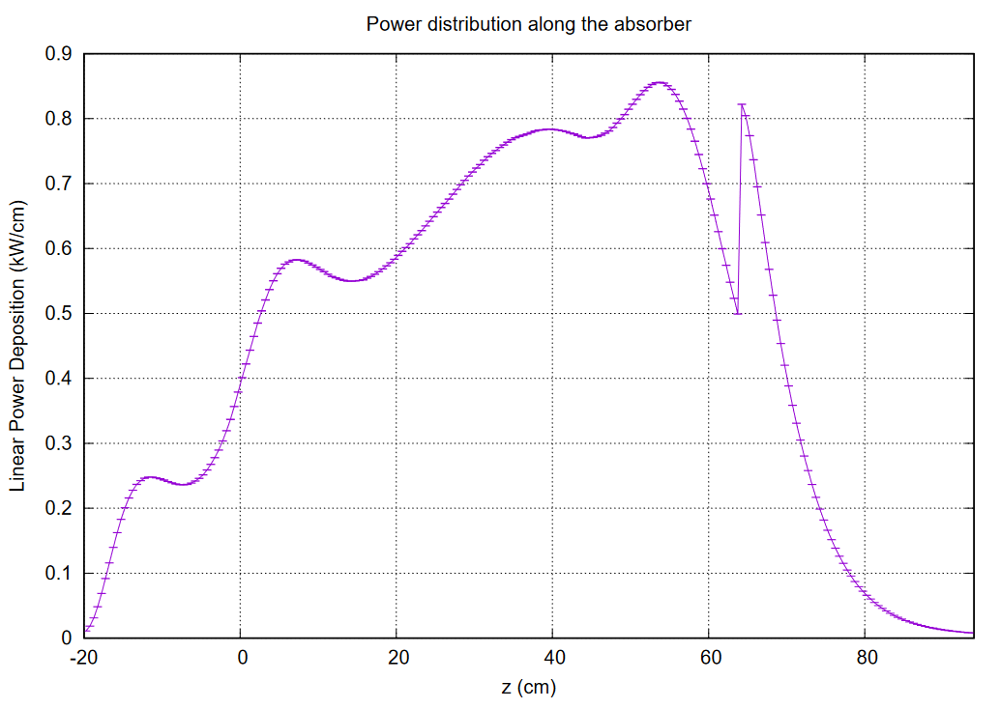 Power distribution along the absorber
0.9
0.8
0.7
0.6
0.5
0.4
0.3
0.2
0.1
0
Linear Power Deposition (kW/cm)
-20 0 20 40 60 80
z (cm)